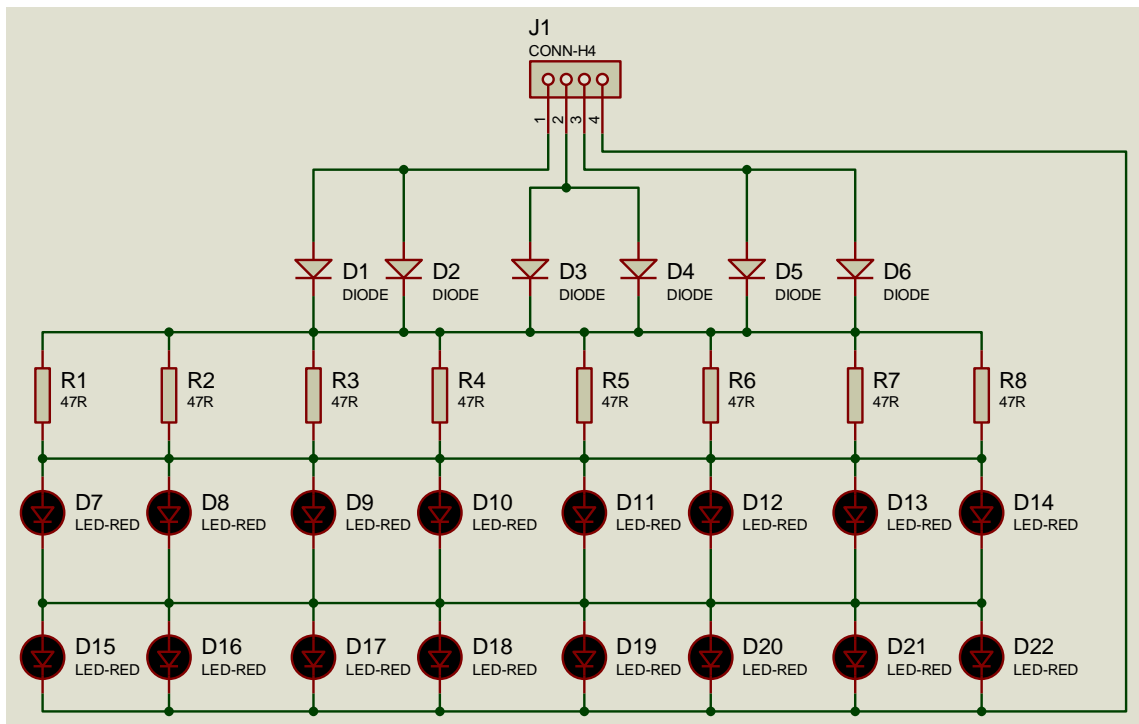 J1
CONN-H4
1 2 3 4
D1 D2 D3 D4 D5 D6
DIODE DIODE DIODE DIODE DIODE DIODE
R1 R2 R3 R4 R5 R6 R7 R8
47R 47R 47R 47R 47R 47R 47R 47R
D7 D8 D9 D10 D11 D12 D13 D14
LED-RED LED-RED LED-RED LED-RED LED-RED LED-RED LED-RED LED-RED
D15 D16 D17 D18 D19 D20 D21 D22
LED-RED LED-RED LED-RED LED-RED LED-RED LED-RED LED-RED LED-RED